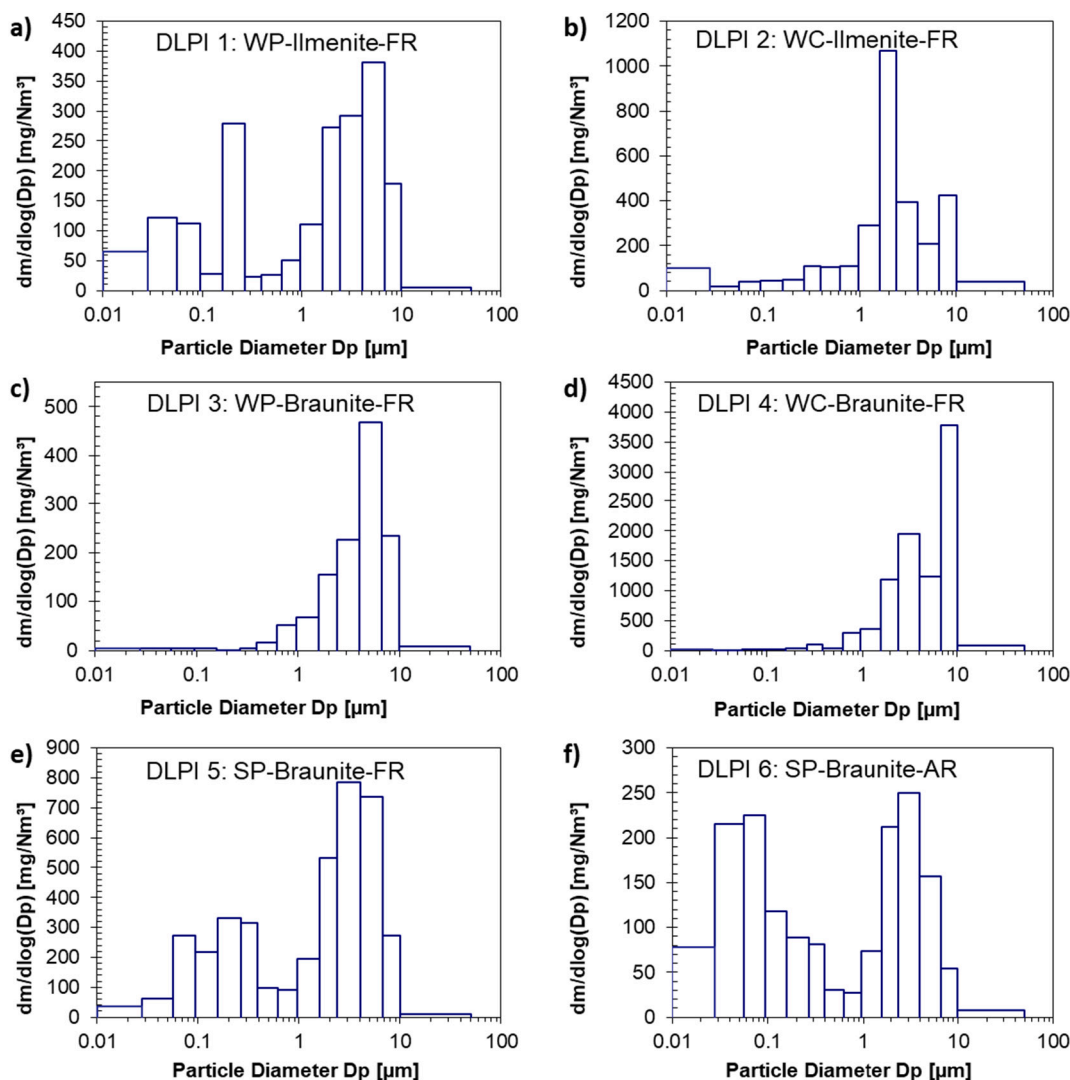 a)
DLPI 1: WP-Ilmenite-FR
dm/dlog(Dp) [mg/Nm³]
450
400
350
300
250
200
150
100
50
0
0.01 0.1 1 10 100
Particle Diameter Dp [µm]
b)
DLPI 2: WC-Ilmenite-FR
dm/dlog(Dp) [mg/Nm³]
1200
1000
800
600
400
200
0
0.01 0.1 1 10 100
Particle Diameter Dp [µm]
c)
DLPI 3: WP-Braunite-FR
dm/dlog(Dp) [mg/Nm³]
500
400
300
200
100
0
0.01 0.1 1 10 100
Particle Diameter Dp [µm]
d)
DLPI 4: WC-Braunite-FR
dm/dlog(Dp) [mg/Nm³]
4500
4000
3500
3000
2500
2000
1500
1000
500
0
0.01 0.1 1 10 100
Particle Diameter Dp [µm]
e)
DLPI 5: SP-Braunite-FR
dm/dlog(Dp) [mg/Nm³]
900
800
700
600
500
400
300
200
100
0
0.01 0.1 1 10 100
Particle Diameter Dp [µm]
f)
DLPI 6: SP-Braunite-AR
dm/dlog(Dp) [mg/Nm³]
300
250
200
150
100
50
0
0.01 0.1 1 10 100
Particle Diameter Dp [µm]